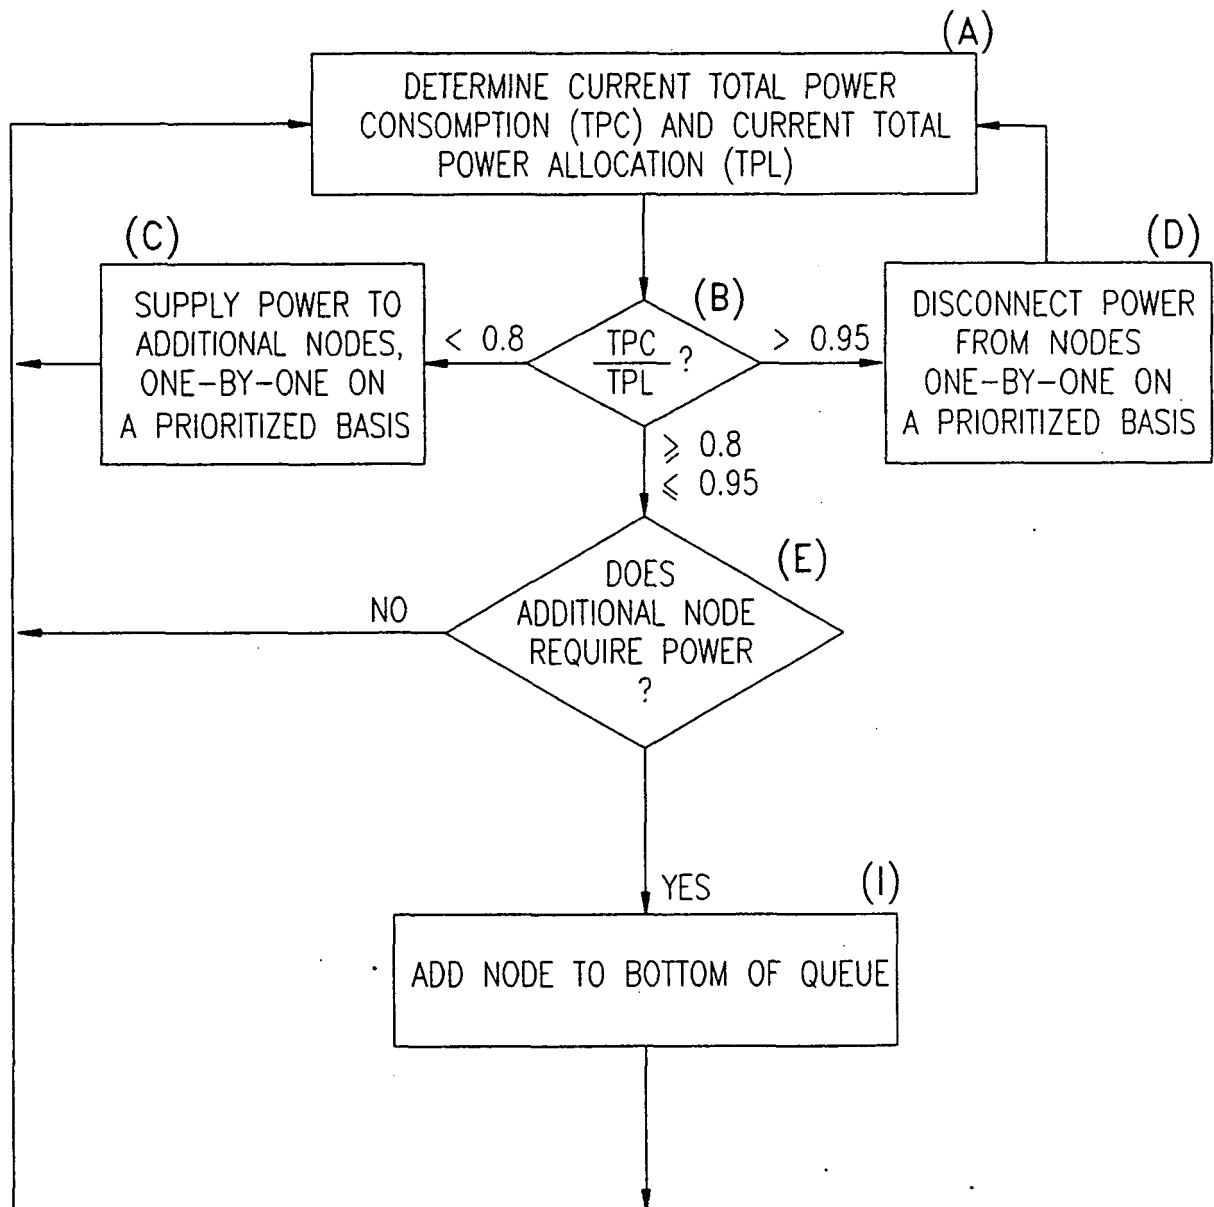 (A)
DETERMINE CURRENT TOTAL POWER
CONSOMPTION (TPC) AND CURRENT TOTAL
POWER ALLOCATION (TPL)
(C)
SUPPLY POWER TO
ADDITIONAL NODES,
ONE-BY-ONE ON
A PRIORITIZED BASIS
< 0.8
(B)
TPC
TPL
?
> 0.95
(D)
DISCONNECT POWER
FROM NODES
ONE-BY-ONE ON
A PRIORITIZED BASIS
⩾ 0.8
⩽ 0.95
(E)
DOES
ADDITIONAL NODE
REQUIRE POWER
?
NO
YES
(I)
ADD NODE TO BOTTOM OF QUEUE